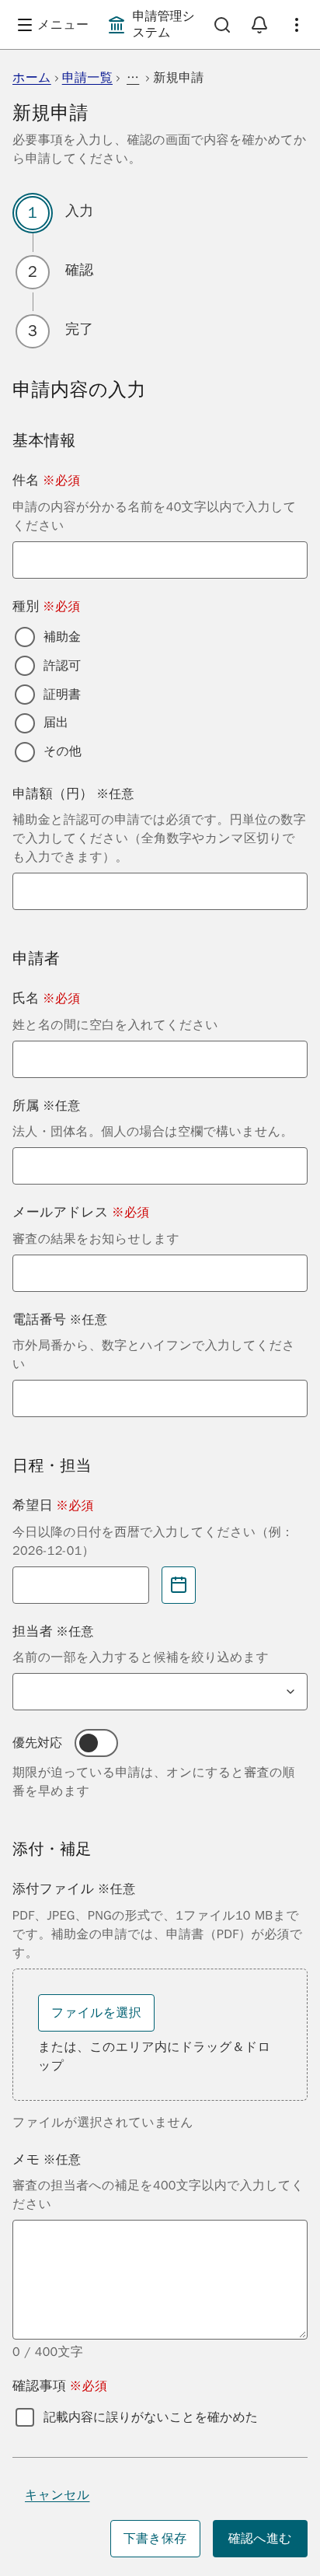 メニュー
申請管理シ
ステム
ホーム › 申請一覧 › … › 新規申請
新規申請
必要事項を入力し、確認の画面で内容を確かめてか
ら申請してください。
1 入力
2 確認
3 完了
申請内容の入力
基本情報
件名 ※必須
申請の内容が分かる名前を40文字以内で入力して
ください
種別 ※必須
補助金
許認可
証明書
届出
その他
申請額（円） ※任意
補助金と許認可の申請では必須です。円単位の数字
で入力してください（全角数字やカンマ区切りで
も入力できます）。
申請者
氏名 ※必須
姓と名の間に空白を入れてください
所属 ※任意
法人・団体名。個人の場合は空欄で構いません。
メールアドレス ※必須
審査の結果をお知らせします
電話番号 ※任意
市外局番から、数字とハイフンで入力してくださ
い
日程・担当
希望日 ※必須
今日以降の日付を西暦で入力してください（例：
2026-12-01）
担当者 ※任意
名前の一部を入力すると候補を絞り込めます
優先対応
期限が迫っている申請は、オンにすると審査の順
番を早めます
添付・補足
添付ファイル ※任意
PDF、JPEG、PNGの形式で、1ファイル10 MBまで
です。補助金の申請では、申請書（PDF）が必須で
す。
ファイルを選択
または、このエリア内にドラッグ＆ドロ
ップ
ファイルが選択されていません
メモ ※任意
審査の担当者への補足を400文字以内で入力してく
ださい
0 / 400文字
確認事項 ※必須
記載内容に誤りがないことを確かめた
キャンセル
下書き保存
確認へ進む